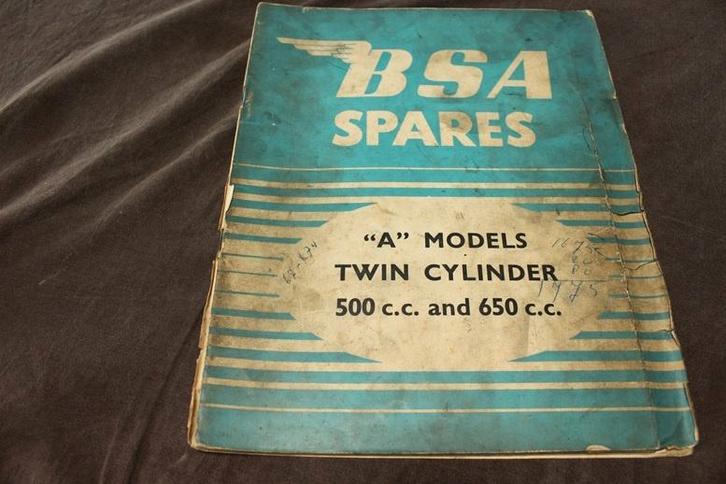 BSA
SPARES
"A" MODELS
TWIN CYLINDER
500 c.c. and 650 c.c.